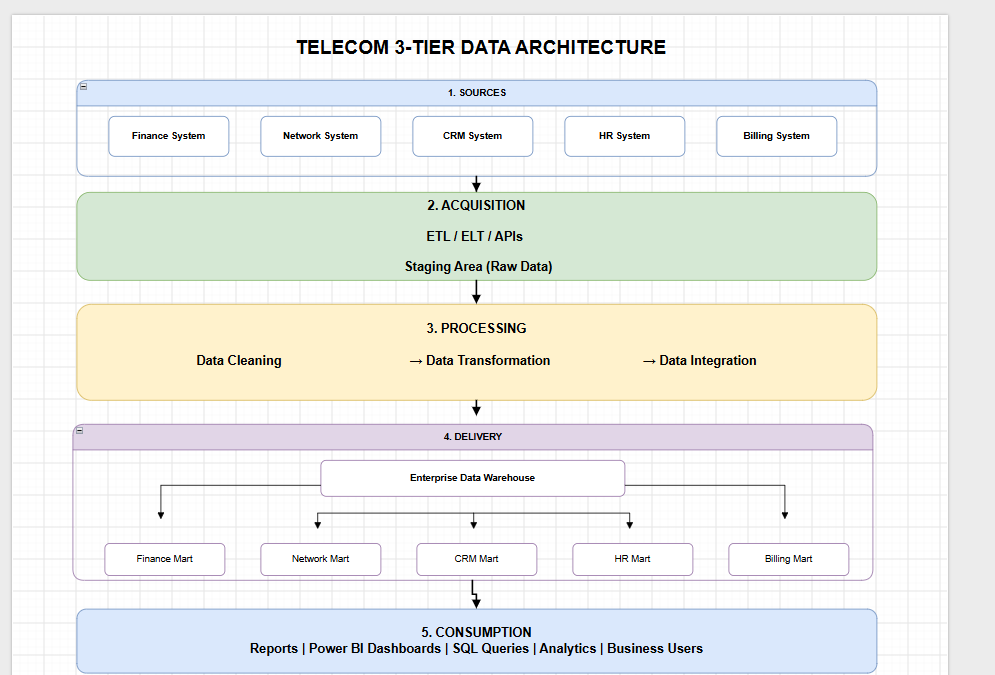 TELECOM 3-TIER DATA ARCHITECTURE
1. SOURCES
Finance System
Network System
CRM System
HR System
Billing System
2. ACQUISITION
ETL / ELT / APIs
Staging Area (Raw Data)
3. PROCESSING
Data Cleaning → Data Transformation → Data Integration
4. DELIVERY
Enterprise Data Warehouse
Finance Mart
Network Mart
CRM Mart
HR Mart
Billing Mart
5. CONSUMPTION
Reports | Power BI Dashboards | SQL Queries | Analytics | Business Users